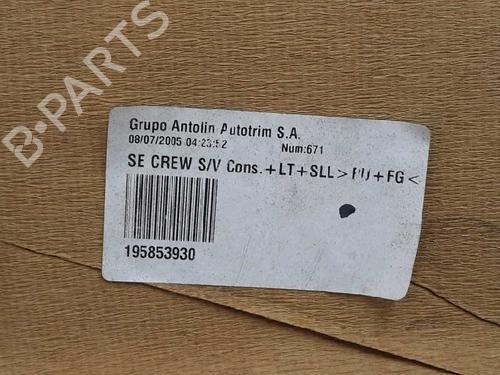 B-PARTS
Grupo Antolin Autotrim S.A.
08/07/2005 04:23:52 Num:671
SE CREW S/V Cons.+LT+SLL>PU+FG<
195853930